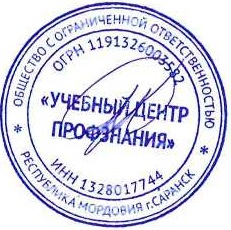 ОБЩЕСТВО С ОГРАНИЧЕННОЙ ОТВЕТСТВЕННОСТЬЮ
ОГРН 1191326003582
«УЧЕБНЫЙ ЦЕНТР
ПРОФЗНАНИЯ»
ИНН 1328017744
* РЕСПУБЛИКА МОРДОВИЯ г.САРАНСК *